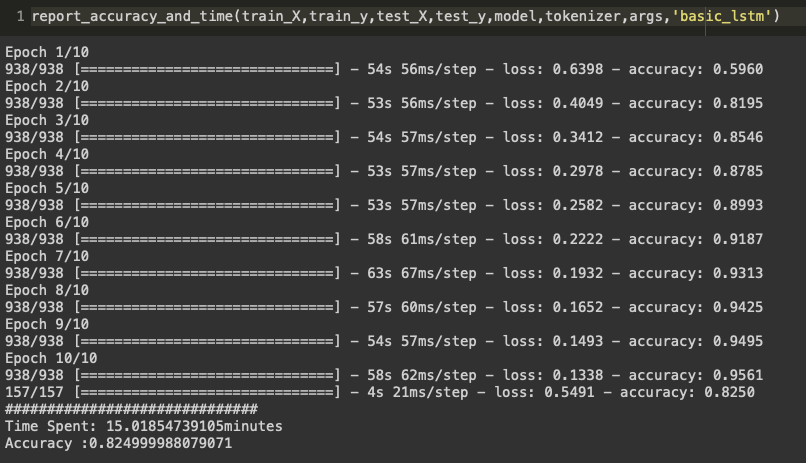 1 report_accuracy_and_time(train_X,train_y,test_X,test_y,model,tokenizer,args,'basic_lstm')
Epoch 1/10
938/938 [==============================] - 54s 56ms/step - loss: 0.6398 - accuracy: 0.5960
Epoch 2/10
938/938 [==============================] - 53s 56ms/step - loss: 0.4049 - accuracy: 0.8195
Epoch 3/10
938/938 [==============================] - 54s 57ms/step - loss: 0.3412 - accuracy: 0.8546
Epoch 4/10
938/938 [==============================] - 53s 57ms/step - loss: 0.2978 - accuracy: 0.8785
Epoch 5/10
938/938 [==============================] - 53s 57ms/step - loss: 0.2582 - accuracy: 0.8993
Epoch 6/10
938/938 [==============================] - 58s 61ms/step - loss: 0.2222 - accuracy: 0.9187
Epoch 7/10
938/938 [==============================] - 63s 67ms/step - loss: 0.1932 - accuracy: 0.9313
Epoch 8/10
938/938 [==============================] - 57s 60ms/step - loss: 0.1652 - accuracy: 0.9425
Epoch 9/10
938/938 [==============================] - 54s 57ms/step - loss: 0.1493 - accuracy: 0.9495
Epoch 10/10
938/938 [==============================] - 58s 62ms/step - loss: 0.1338 - accuracy: 0.9561
157/157 [==============================] - 4s 21ms/step - loss: 0.5491 - accuracy: 0.8250
##############################
Time Spent: 15.01854739105minutes
Accuracy :0.824999988079071